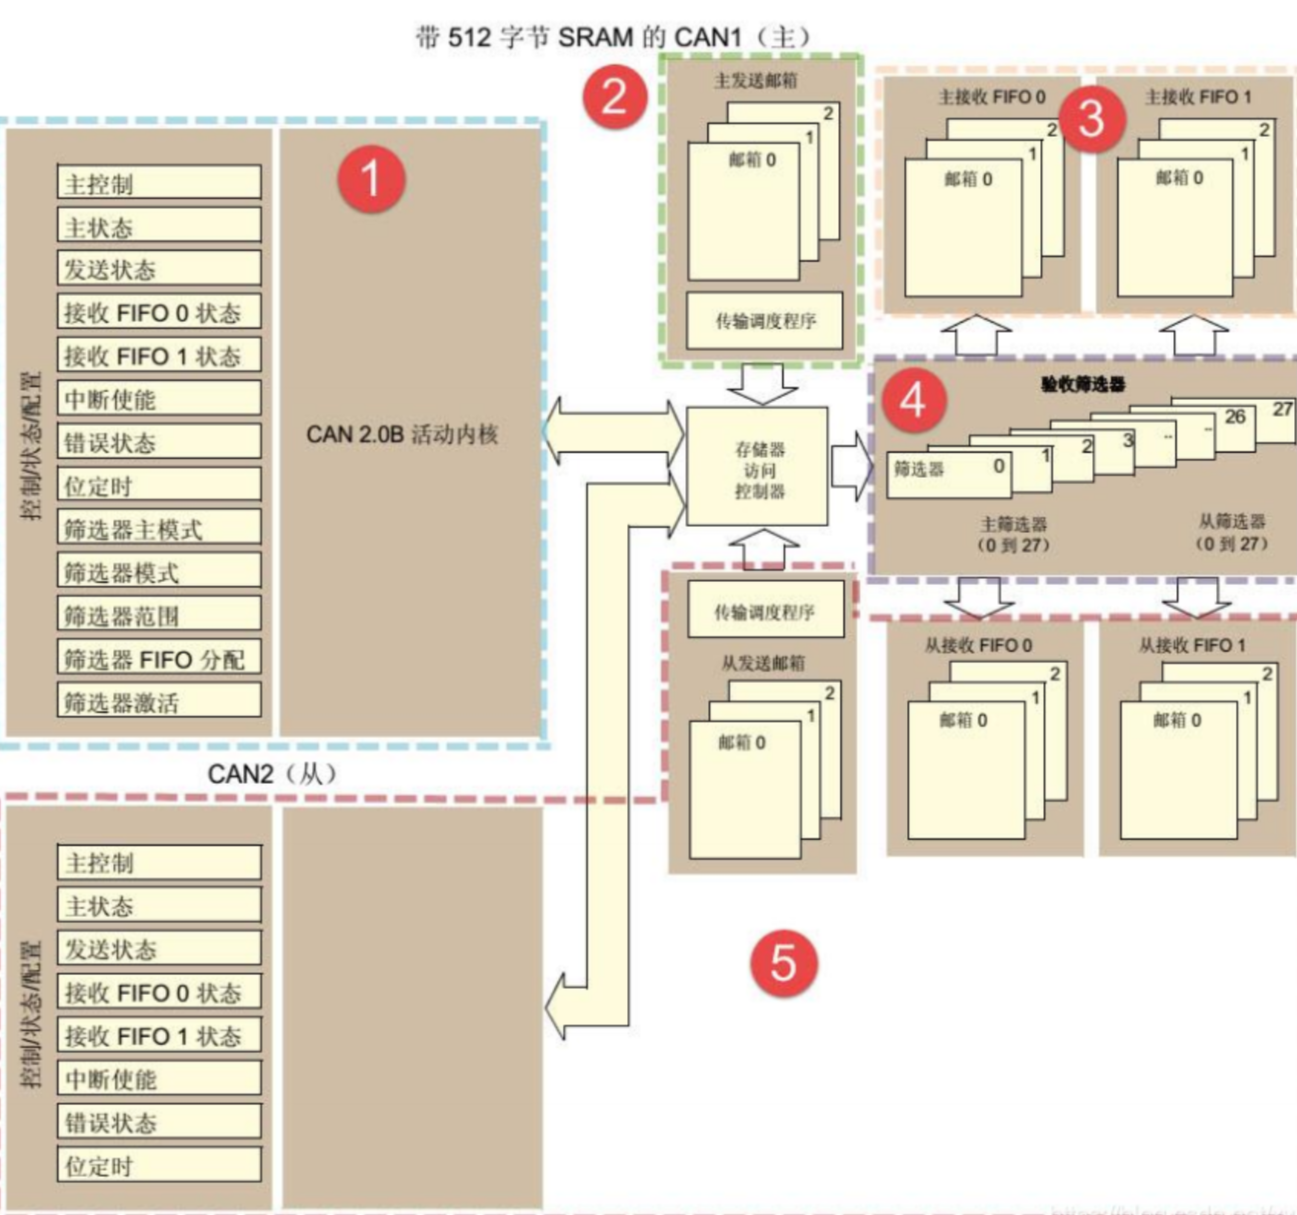 带 512 字节 SRAM 的 CAN1（主）
1
控制/状态/配置
主控制
主状态
发送状态
接收 FIFO 0 状态
接收 FIFO 1 状态
中断使能
错误状态
位定时
筛选器主模式
筛选器模式
筛选器范围
筛选器 FIFO 分配
筛选器激活
CAN 2.0B 活动内核
2
主发送邮箱
2
1
邮箱 0
传输调度程序
3
主接收 FIFO 0
2
1
邮箱 0
主接收 FIFO 1
2
1
邮箱 0
存储器
访问
控制器
4
验收筛选器
筛选器 0
1
2
3
..
..
26
27
主筛选器
（0 到 27）
从筛选器
（0 到 27）
传输调度程序
从发送邮箱
2
1
邮箱 0
从接收 FIFO 0
2
1
邮箱 0
从接收 FIFO 1
2
1
邮箱 0
CAN2（从）
控制/状态/配置
主控制
主状态
发送状态
接收 FIFO 0 状态
接收 FIFO 1 状态
中断使能
错误状态
位定时
5